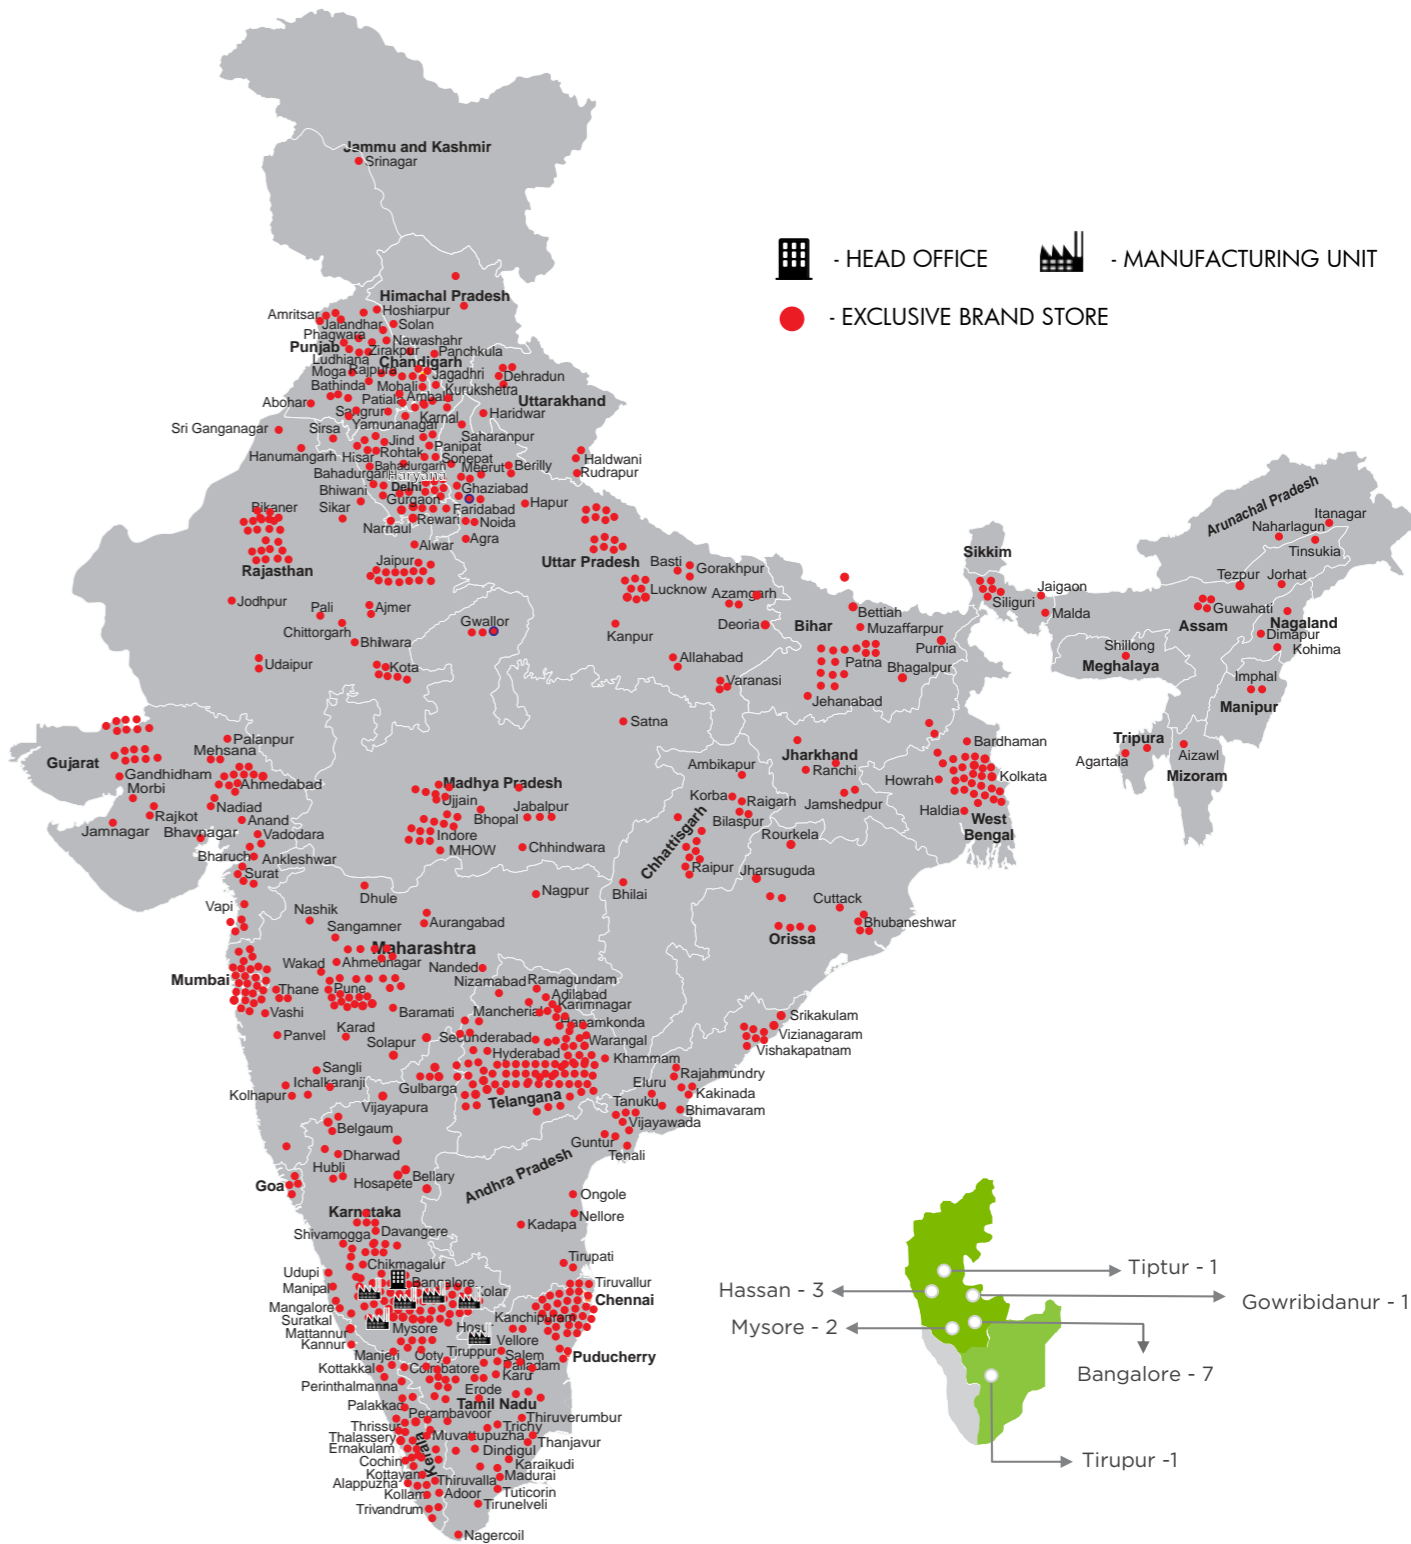 Jammu and Kashmir
Srinagar
- HEAD OFFICE
- MANUFACTURING UNIT
- EXCLUSIVE BRAND STORE
Himachal Pradesh
Amritsar
Hoshiarpur
Jalandhar
Solan
Phagwara
Nawashahr
Punjab
Zirakpur
Panchkula
Ludhiana
Chandigarh
Moga
Rajpura
Jagadhri
Dehradun
Bathinda
Mohali
Kurukshetra
Abohar
Patiala
Ambala
Uttarakhand
Sangrur
Karnal
Haridwar
Sri Ganganagar
Sirsa
Yamunanagar
Saharanpur
Jind
Panipat
Hanumangarh
Hisar
Rohtak
Sonepat
Haldwani
Bahadurgarh
Bahadurgarh
Meerut
Berilly
Rudrapur
Haryana
Bhiwani
Delhi
Ghaziabad
Gurgaon
Hapur
Bikaner
Sikar
Faridabad
Narnaul
Rewari
Noida
Alwar
Agra
Rajasthan
Jaipur
Uttar Pradesh
Basti
Gorakhpur
Lucknow
Azamgarh
Jodhpur
Pali
Ajmer
Chittorgarh
Gwallor
Kanpur
Deoria
Bhilwara
Udaipur
Kota
Allahabad
Varanasi
Bihar
Bettiah
Muzaffarpur
Purnia
Patna
Bhagalpur
Jehanabad
Sikkim
Siliguri
Jaigaon
Malda
Arunachal Pradesh
Itanagar
Naharlagun
Tinsukia
Tezpur
Jorhat
Guwahati
Assam
Nagaland
Dimapur
Kohima
Shillong
Meghalaya
Imphal
Manipur
Tripura
Agartala
Aizawl
Mizoram
Satna
Palanpur
Mehsana
Gujarat
Gandhidham
Ahmedabad
Morbi
Nadiad
Rajkot
Anand
Jamnagar
Bhavnagar
Vadodara
Bharuch
Ankleshwar
Surat
Vapi
Madhya Pradesh
Ujjain
Bhopal
Jabalpur
Indore
MHOW
Chhindwara
Jharkhand
Ambikapur
Ranchi
Korba
Raigarh
Jamshedpur
Bilaspur
Chhattisgarh
Rourkela
Raipur
Jharsuguda
Bhilai
Bardhaman
Howrah
Kolkata
Haldia
West
Bengal
Cuttack
Bhubaneshwar
Orissa
Dhule
Nagpur
Nashik
Aurangabad
Sangamner
Maharashtra
Wakad
Ahmednagar
Nanded
Mumbai
Thane
Pune
Nizamabad
Ramagundam
Adilabad
Vashi
Baramati
Mancherial
Karimnagar
Panvel
Karad
Hanamkonda
Solapur
Secunderabad
Warangal
Hyderabad
Khammam
Srikakulam
Vizianagaram
Vishakapatnam
Sangli
Ichalkaranji
Gulbarga
Kolhapur
Telangana
Rajahmundry
Eluru
Kakinada
Tanuku
Bhimavaram
Vijayapura
Vijayawada
Belgaum
Guntur
Tenali
Dharwad
Hubli
Hosapete
Bellary
Andhra Pradesh
Goa
Ongole
Karnataka
Nellore
Shivamogga
Davangere
Kadapa
Chikmagalur
Tirupati
Udupi
Bangalore
Kolar
Tiruvallur
Manipal
Chennai
Mangalore
Suratkal
Kanchipuram
Mattannur
Mysore
Hosur
Vellore
Kannur
Puducherry
Manjeri
Ooty
Tiruppur
Salem
Kottakkal
Coimbatore
Palladam
Karu
Perinthalmanna
Erode
Tamil Nadu
Palakkad
Perambavoor
Thiruverumbur
Thrissur
Trichy
Thalassery
Muvattupuzha
Thanjavur
Ernakulam
Dindigul
Cochin
Kerala
Karaikudi
Kottayam
Madurai
Alappuzha
Thiruvalla
Kollam
Adoor
Tuticorin
Trivandrum
Tirunelveli
Nagercoil
Tiptur - 1
Hassan - 3
Gowribidanur - 1
Mysore - 2
Bangalore - 7
Tirupur -1